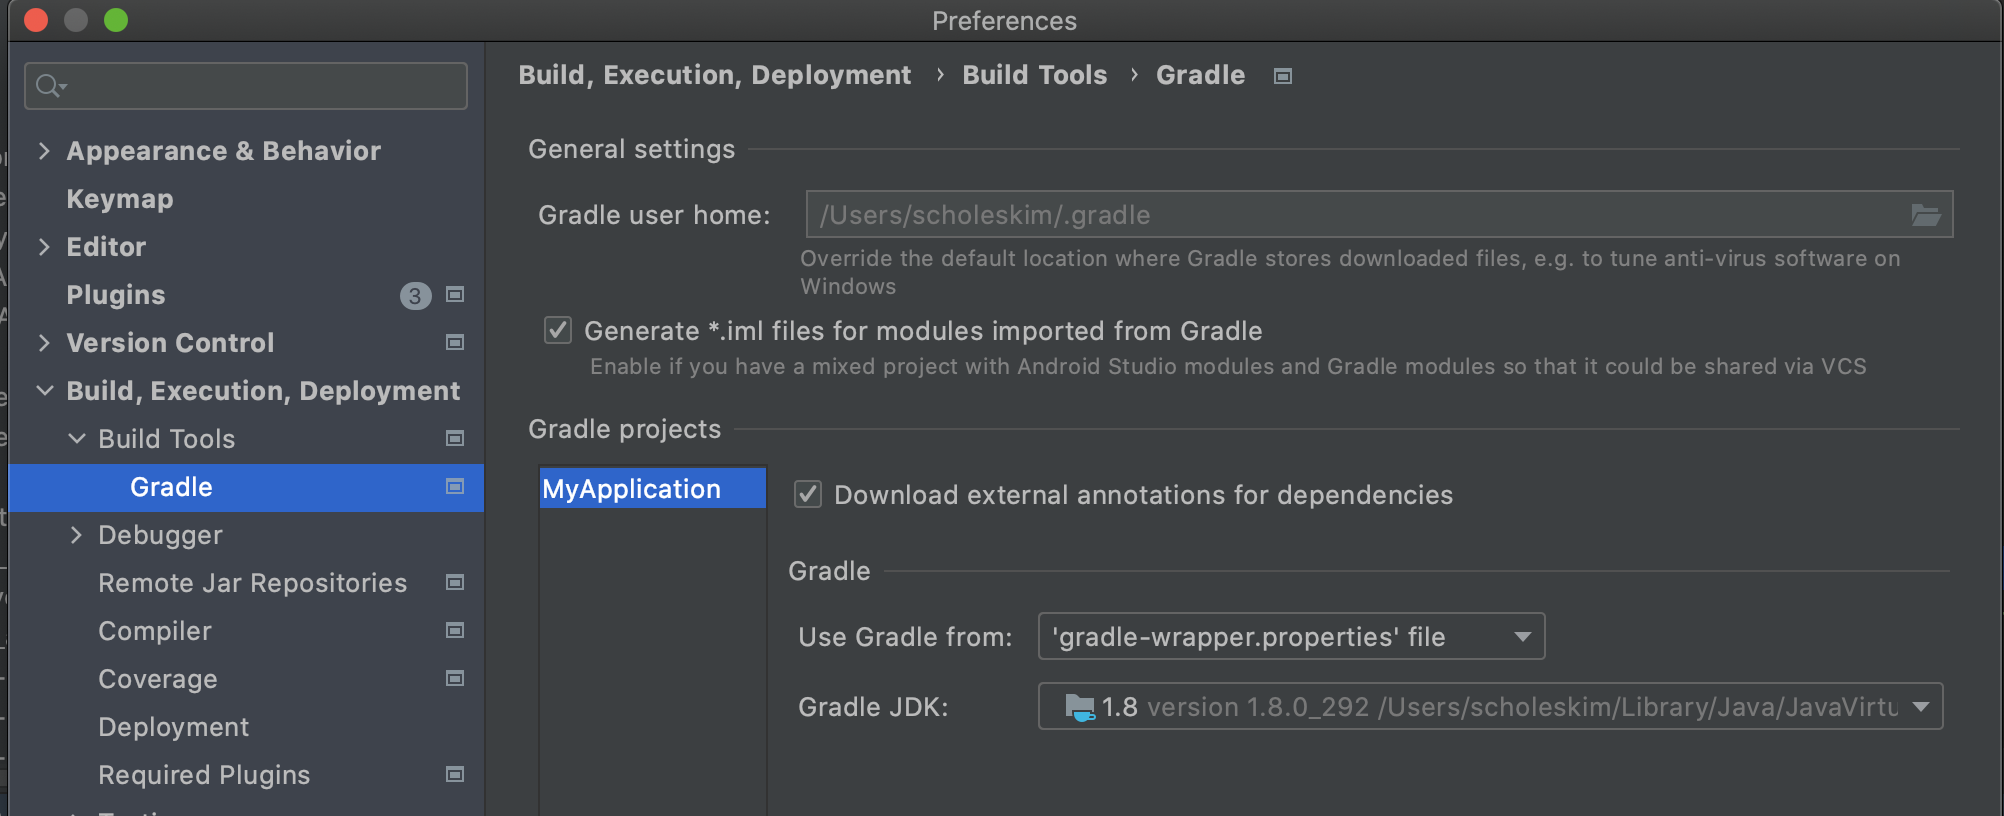 Preferences
Appearance & Behavior
Keymap
Editor
Plugins 3
Version Control
Build, Execution, Deployment
Build Tools
Gradle
Debugger
Remote Jar Repositories
Compiler
Coverage
Deployment
Required Plugins
Build, Execution, Deployment › Build Tools › Gradle
General settings
Gradle user home: /Users/scholeskim/.gradle
Override the default location where Gradle stores downloaded files, e.g. to tune anti-virus software on
Windows
Generate *.iml files for modules imported from Gradle
Enable if you have a mixed project with Android Studio modules and Gradle modules so that it could be shared via VCS
Gradle projects
MyApplication
Download external annotations for dependencies
Gradle
Use Gradle from: 'gradle-wrapper.properties' file
Gradle JDK: 1.8 version 1.8.0_292 /Users/scholeskim/Library/Java/JavaVirtu